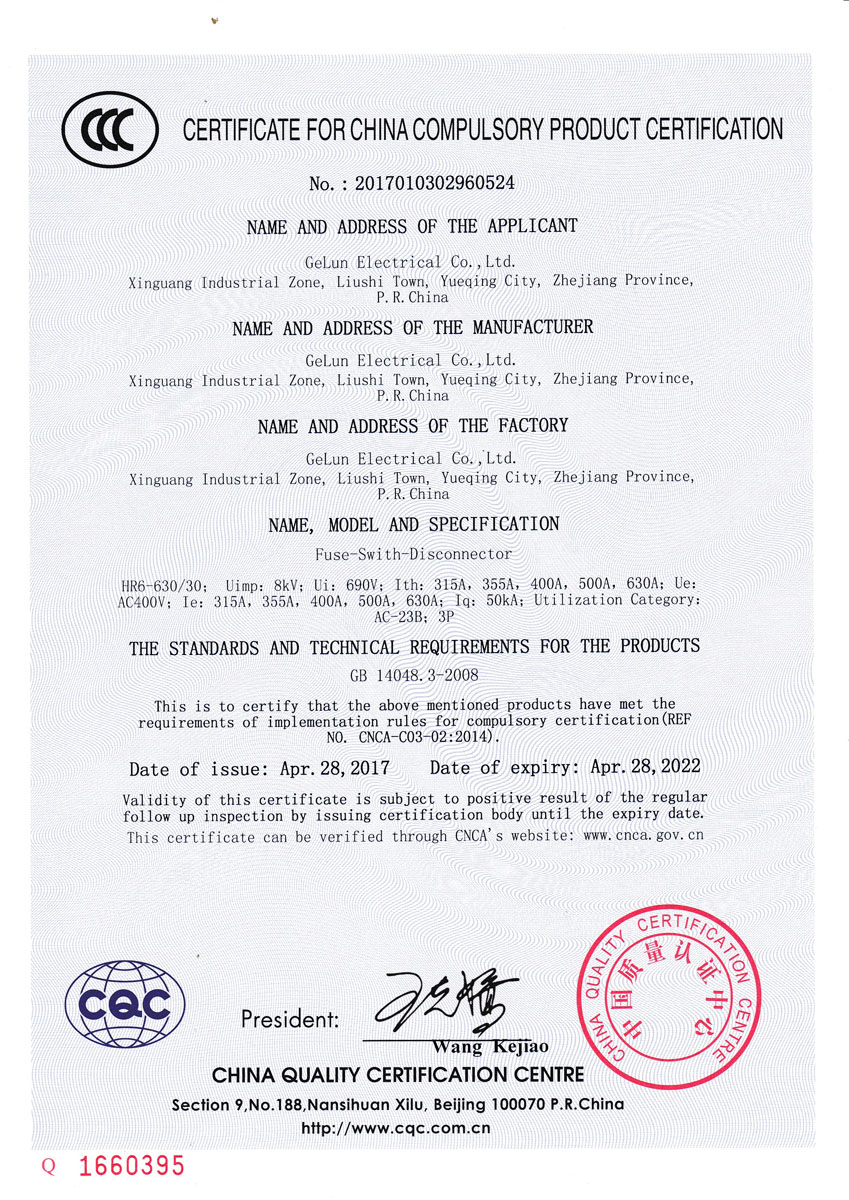 CCC
CERTIFICATE FOR CHINA COMPULSORY PRODUCT CERTIFICATION
No. : 2017010302960524
NAME AND ADDRESS OF THE APPLICANT
GeLun Electrical Co.,Ltd.
Xinguang Industrial Zone, Liushi Town, Yueqing City, Zhejiang Province,
P.R.China
NAME AND ADDRESS OF THE MANUFACTURER
GeLun Electrical Co.,Ltd.
Xinguang Industrial Zone, Liushi Town, Yueqing City, Zhejiang Province,
P.R.China
NAME AND ADDRESS OF THE FACTORY
GeLun Electrical Co.,Ltd.
Xinguang Industrial Zone, Liushi Town, Yueqing City, Zhejiang Province,
P.R.China
NAME, MODEL AND SPECIFICATION
Fuse-Swith-Disconnector
HR6-630/30; Uimp: 8kV; Ui: 690V; Ith: 315A, 355A, 400A, 500A, 630A; Ue:
AC400V; Ie: 315A, 355A, 400A, 500A, 630A; Iq: 50kA; Utilization Category:
AC-23B; 3P
THE STANDARDS AND TECHNICAL REQUIREMENTS FOR THE PRODUCTS
GB 14048.3-2008
This is to certify that the above mentioned products have met the
requirements of implementation rules for compulsory certification(REF
NO. CNCA-C03-02:2014).
Date of issue: Apr.28,2017 Date of expiry: Apr.28,2022
Validity of this certificate is subject to positive result of the regular
follow up inspection by issuing certification body until the expiry date.
This certificate can be verified through CNCA's website: www.cnca.gov.cn
CHINA QUALITY CERTIFICATION CENTRE
中国质量认证中心
CQC
President:
王克娇
Wang Kejiao
CHINA QUALITY CERTIFICATION CENTRE
Section 9,No.188,Nansihuan Xilu, Beijing 100070 P.R.China
http://www.cqc.com.cn
Q 1660395